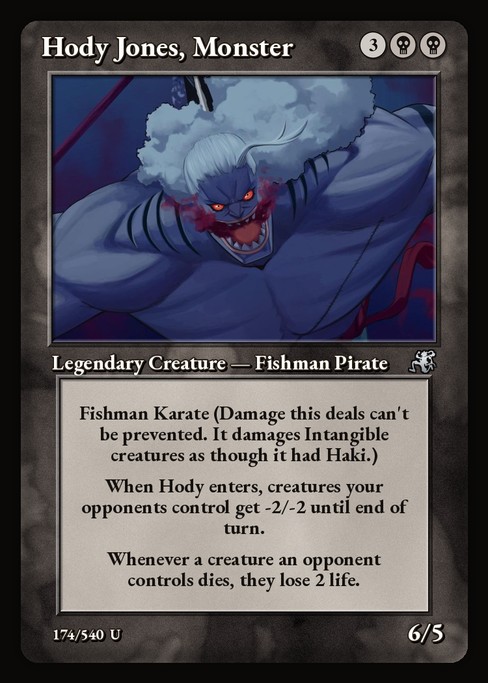 Hody Jones, Monster
3
Legendary Creature — Fishman Pirate
Fishman Karate (Damage this deals can't
be prevented. It damages Intangible
creatures as though it had Haki.)
When Hody enters, creatures your
opponents control get -2/-2 until end of
turn.
Whenever a creature an opponent
controls dies, they lose 2 life.
174/540 U
6/5